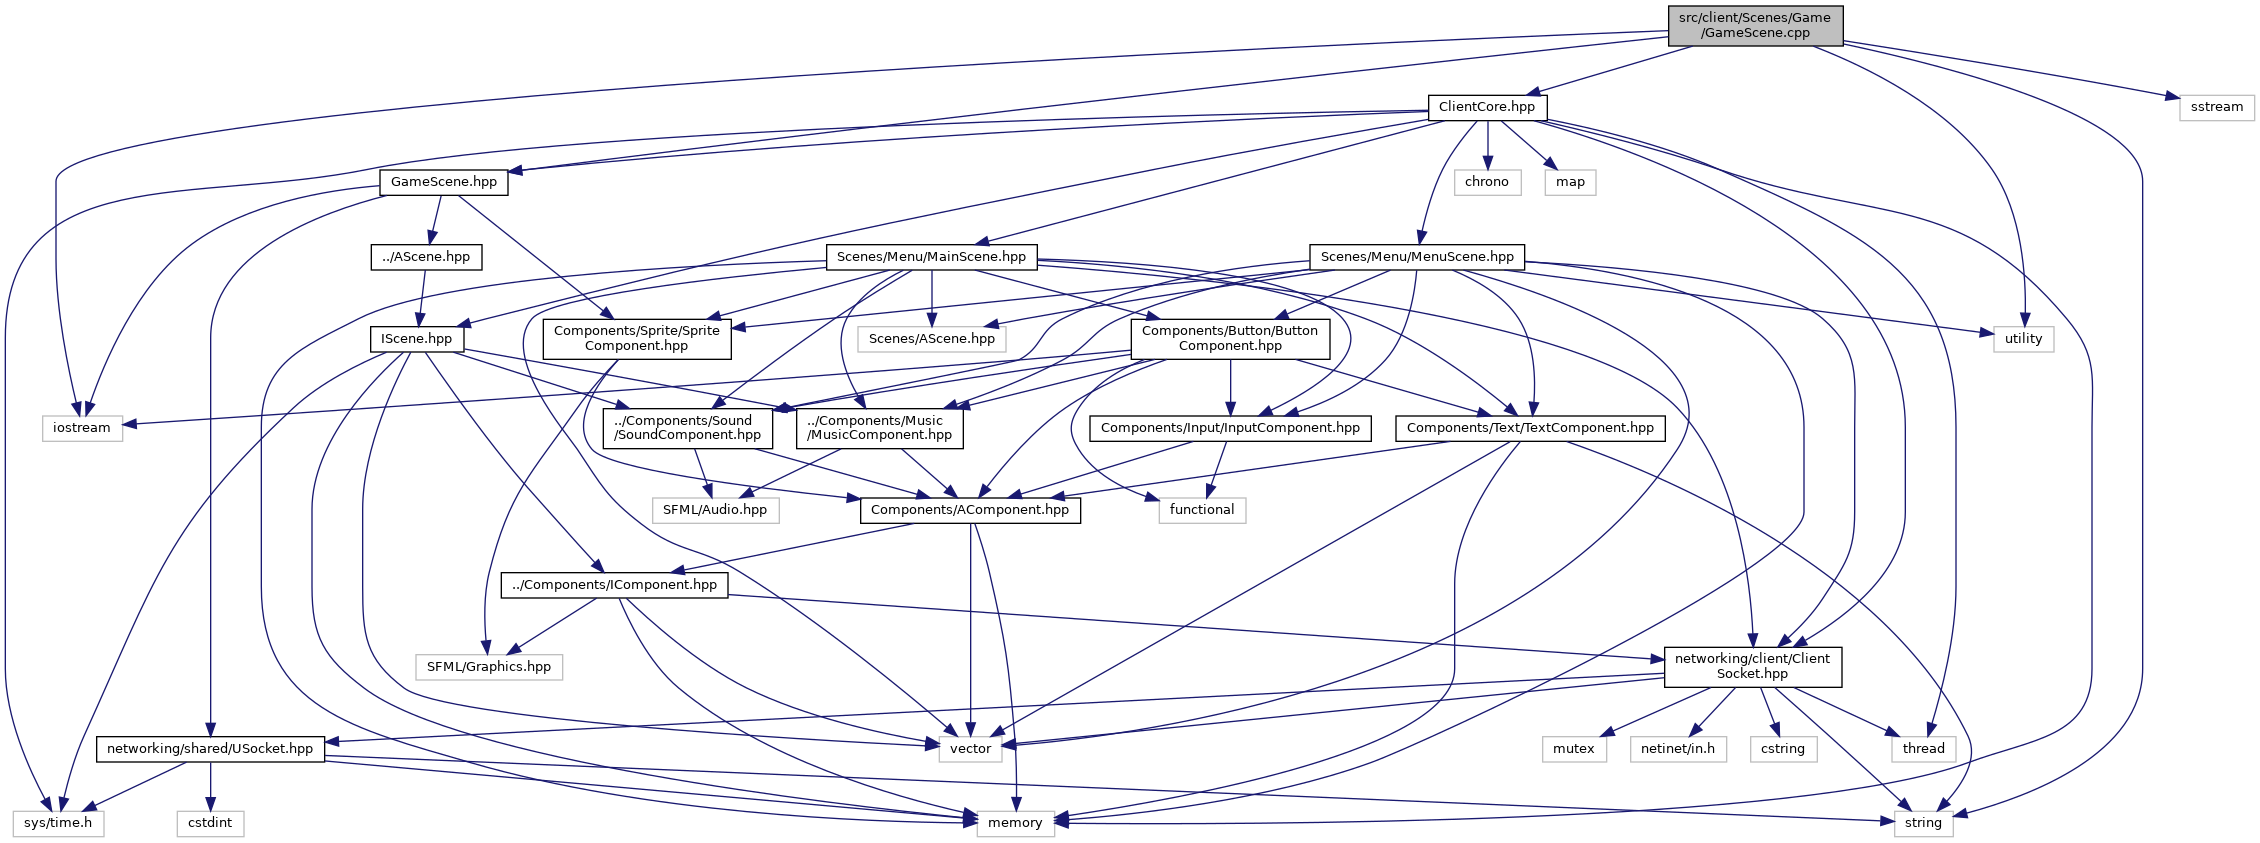 src/client/Scenes/Game
/GameScene.cpp
ClientCore.hpp
sstream
GameScene.hpp
chrono
map
../AScene.hpp
Scenes/Menu/MainScene.hpp
Scenes/Menu/MenuScene.hpp
IScene.hpp
Components/Sprite/Sprite
Component.hpp
Scenes/AScene.hpp
Components/Button/Button
Component.hpp
utility
iostream
../Components/Sound
/SoundComponent.hpp
../Components/Music
/MusicComponent.hpp
Components/Input/InputComponent.hpp
Components/Text/TextComponent.hpp
SFML/Audio.hpp
Components/AComponent.hpp
functional
../Components/IComponent.hpp
SFML/Graphics.hpp
networking/client/Client
Socket.hpp
networking/shared/USocket.hpp
vector
mutex
netinet/in.h
cstring
thread
sys/time.h
cstdint
memory
string